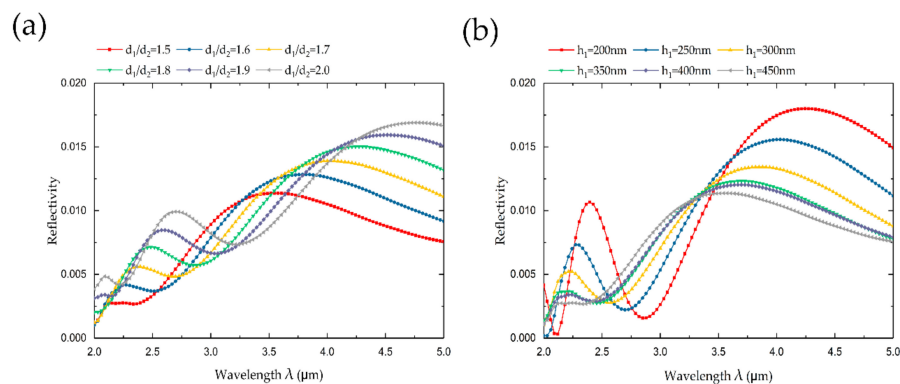 (a)
d₁/d₂=1.5 d₁/d₂=1.6 d₁/d₂=1.7
d₁/d₂=1.8 d₁/d₂=1.9 d₁/d₂=2.0
0.020
0.015
0.010
0.005
0.000
Reflectivity
2.0 2.5 3.0 3.5 4.0 4.5 5.0
Wavelength λ (μm)
(b)
h₁=200nm h₁=250nm h₁=300nm
h₁=350nm h₁=400nm h₁=450nm
0.020
0.015
0.010
0.005
0.000
Reflectivity
2.0 2.5 3.0 3.5 4.0 4.5 5.0
Wavelength λ (μm)